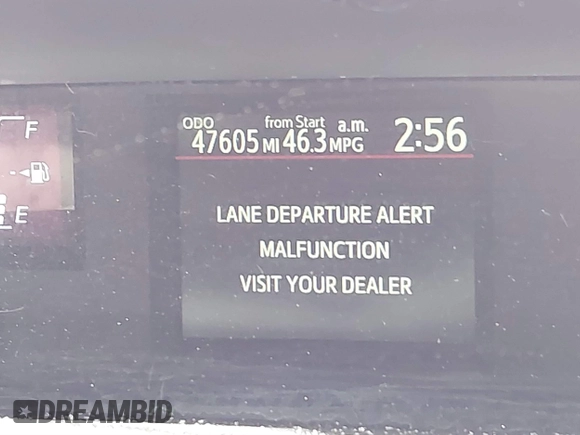 F
E
ODO from Start a.m. 2:56
47605 MI 46.3 MPG
LANE DEPARTURE ALERT
MALFUNCTION
VISIT YOUR DEALER
DREAMBID